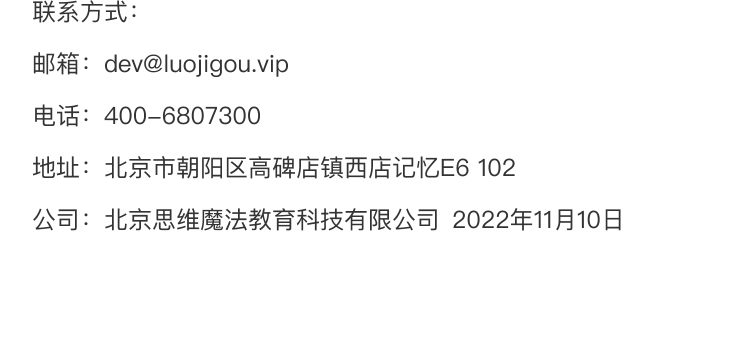 联系方式：
邮箱：dev@luojigou.vip
电话：400-6807300
地址：北京市朝阳区高碑店镇西店记忆E6 102
公司：北京思维魔法教育科技有限公司 2022年11月10日